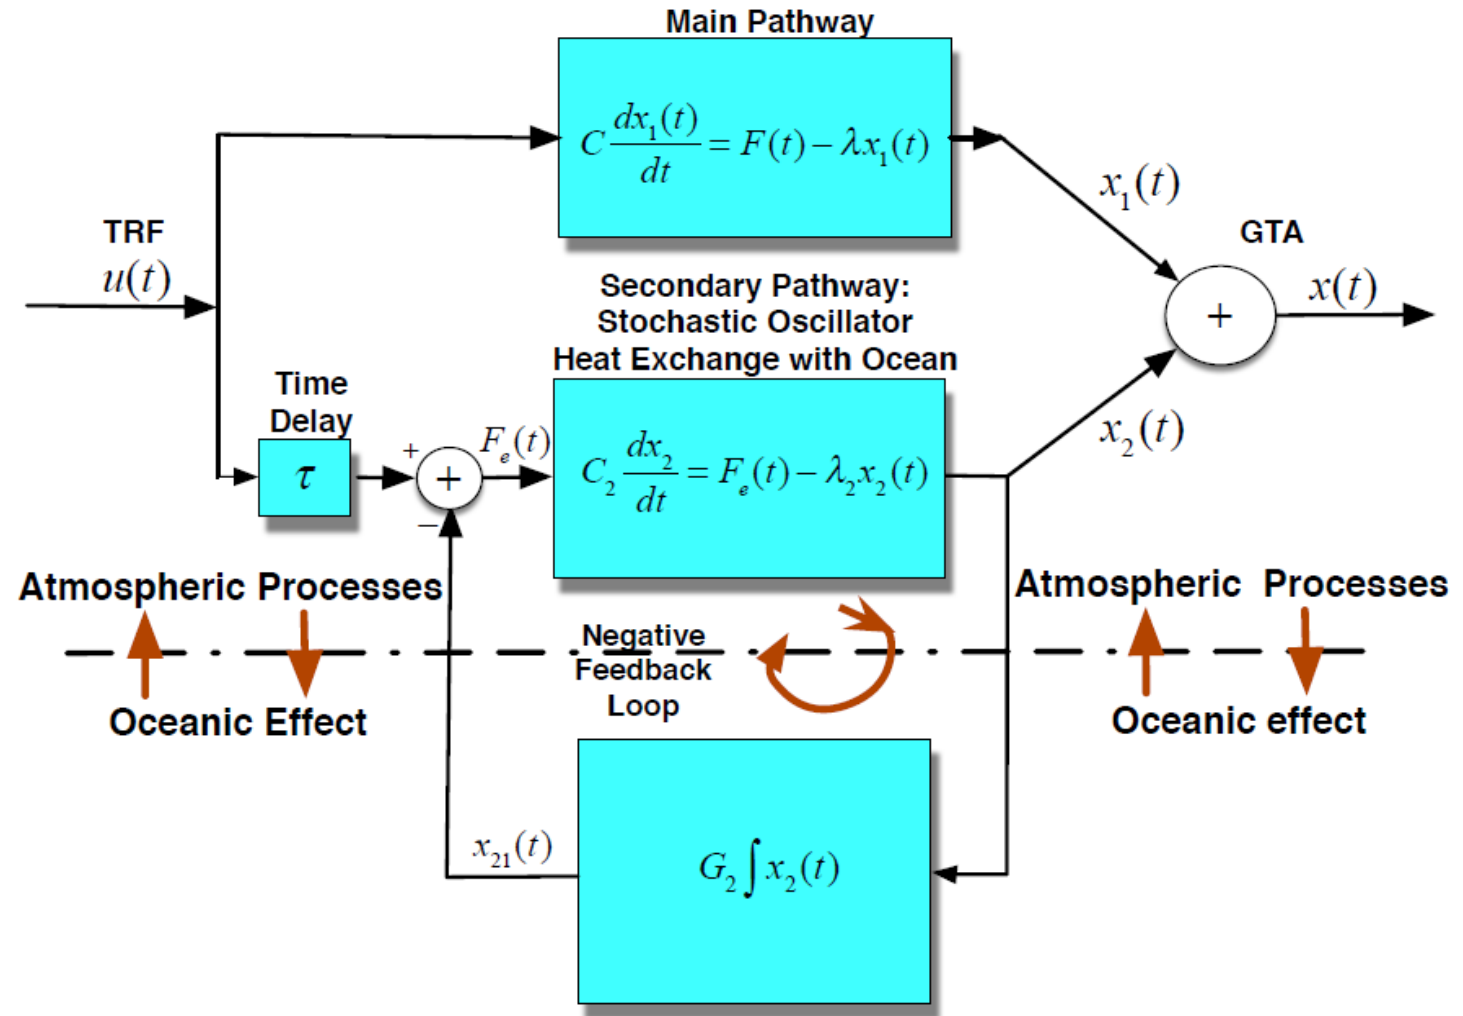 Main Pathway
C dx₁(t)/dt = F(t) − λx₁(t)
TRF
u(t)
x₁(t)
GTA
x(t)
+
Secondary Pathway:
Stochastic Oscillator
Heat Exchange with Ocean
Time
Delay
τ
+
+
−
Fₑ(t)
C₂ dx₂/dt = Fₑ(t) − λ₂x₂(t)
x₂(t)
Atmospheric Processes
Oceanic Effect
Negative
Feedback
Loop
Atmospheric Processes
Oceanic effect
x₂₁(t)
G₂∫x₂(t)